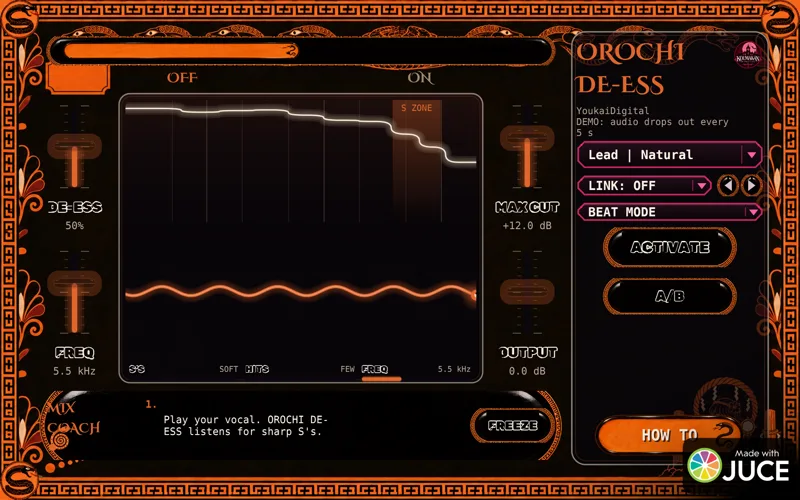 OFF
ON
OROCHI
DE-ESS
YoukaiDigital
DEMO: audio drops out every
5 s
Lead | Natural
LINK: OFF
BEAT MODE
ACTIVATE
A/B
HOW TO
S ZONE
DE-ESS
50%
FREQ
5.5 kHz
MAX CUT
+12.0 dB
OUTPUT
0.0 dB
S'S
SOFT HITS
FEW FREQ
5.5 kHz
MIX
COACH
1.
Play your vocal. OROCHI DE-
ESS listens for sharp S's.
FREEZE
Made with
JUCE